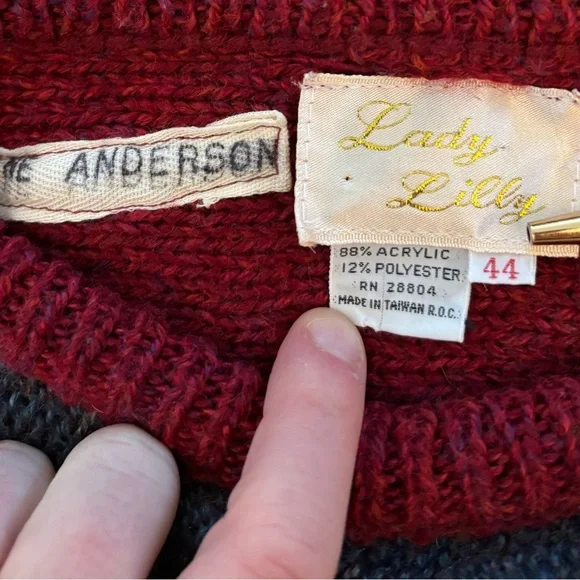 ANDERSON
Lady
Lilly
88% ACRYLIC
12% POLYESTER
RN 28804
MADE IN TAIWAN R.O.C.
44